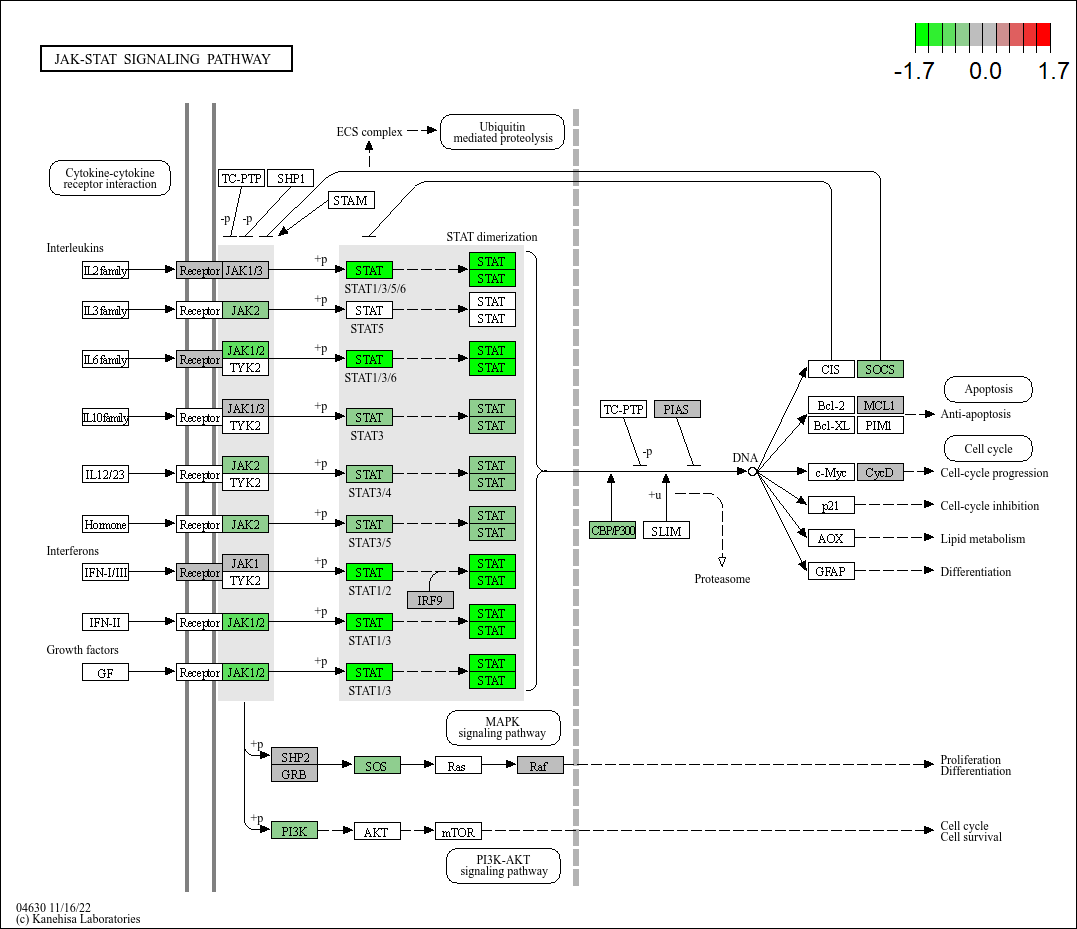 JAK-STAT SIGNALING PATHWAY
-1.7 0.0 1.7
ECS complex
Ubiquitin
mediated proteolysis
Cytokine-cytokine
receptor interaction
TC-PTP SHP1
STAM
-p -p
STAT dimerization
Interleukins
IL2 family Receptor JAK1/3 +p STAT STAT
STAT
STAT1/3/5/6
IL3 family Receptor JAK2 +p STAT STAT
STAT
STAT5
IL6 family Receptor JAK1/2 +p STAT STAT
TYK2 STAT
STAT1/3/6
CIS SOCS
Apoptosis
IL10 family Receptor JAK1/3 +p STAT STAT
TYK2 STAT
STAT3
TC-PTP PIAS
Bcl-2 MCL1
Anti-apoptosis
Bcl-XL PIM1
-p
Cell cycle
DNA
IL12/23 Receptor JAK2 +p STAT STAT
TYK2 STAT
STAT3/4
c-Myc CycD Cell-cycle progression
+u
p21 Cell-cycle inhibition
Hormone Receptor JAK2 +p STAT STAT
STAT
STAT3/5
CBP/P300 SLIM
AOX Lipid metabolism
Interferons
IFN-I/III Receptor JAK1 +p STAT STAT
TYK2 STAT
STAT1/2
IRF9
GFAP Differentiation
Proteasome
IFN-II Receptor JAK1/2 +p STAT STAT
STAT
STAT1/3
Growth factors
GF Receptor JAK1/2 +p STAT STAT
STAT
STAT1/3
MAPK
signaling pathway
+p
SHP2
GRB
SOS Ras Raf
Proliferation
Differentiation
+p
PI3K AKT mTOR
Cell cycle
Cell survival
PI3K-AKT
signaling pathway
04630 11/16/22
(c) Kanehisa Laboratories